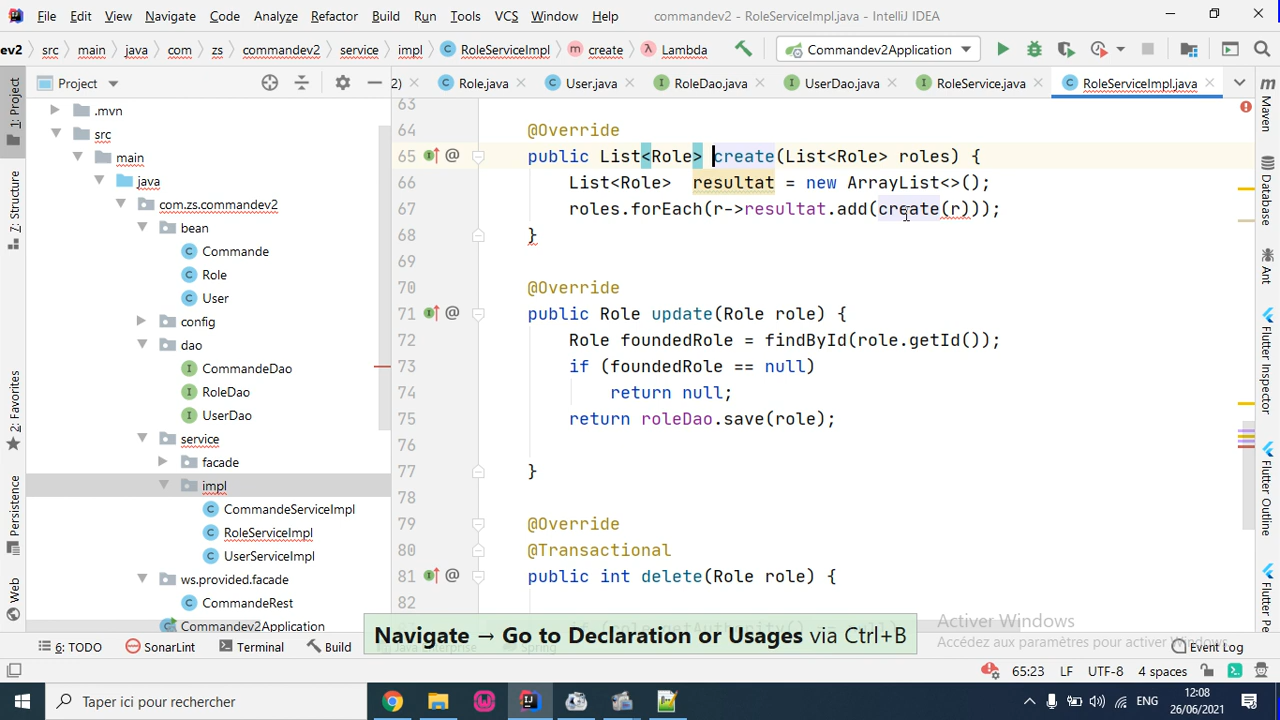 File Edit View Navigate Code Analyze Refactor Build Run Tools VCS Window Help commandev2 - RoleServiceImpl.java - IntelliJ IDEA
ev2 src main java com zs commandev2 service impl RoleServiceImpl create Lambda Commandev2Application
Project 2) Role.java User.java RoleDao.java UserDao.java RoleService.java RoleServiceImpl.java
1: Project
Structure
2: Favorites
Persistence
Web
.mvn
src
main
java
com.zs.commandev2
bean
Commande
Role
User
config
dao
CommandeDao
RoleDao
UserDao
service
facade
impl
CommandeServiceImpl
RoleServiceImpl
UserServiceImpl
ws.provided.facade
CommandeRest
Commandev2Application
63
64 @Override
65 @ public List<Role> create(List<Role> roles) {
66 List<Role>  resultat = new ArrayList<>();
67 roles.forEach(r->resultat.add(create(r)));
68 }
69
70 @Override
71 @ public Role update(Role role) {
72 Role foundedRole = findById(role.getId());
73 if (foundedRole == null)
74 return null;
75 return roleDao.save(role);
76
77 }
78
79 @Override
80 @Transactional
81 @ public int delete(Role role) {
82
Navigate → Go to Declaration or Usages via Ctrl+B
Maven
Database
Ant
Flutter Inspector
Flutter Outline
Flutter Pe
Activer Windows
Accédez aux paramètres pour activer Windows.
6: TODO SonarLint Terminal Build Java Enterprise Spring Event Log
65:23 LF UTF-8 4 spaces
Taper ici pour rechercher
ENG
12:08
26/06/2021